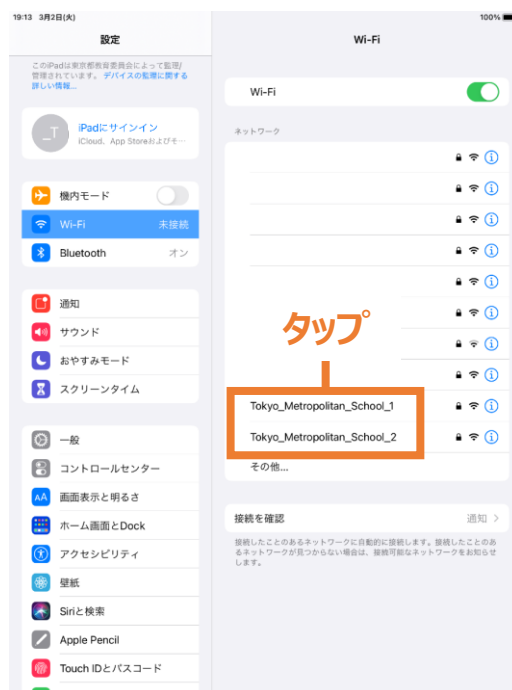 19:13 3月2日(火)
100%
設定
Wi-Fi
このiPadは東京都教育委員会によって監理/
管理されています。デバイスの監理に関する
詳しい情報...
_T
iPadにサインイン
iCloud、App Storeおよびそ…
機内モード
Wi-Fi 未接続
Bluetooth オン
通知
サウンド
おやすみモード
スクリーンタイム
一般
コントロールセンター
AA 画面表示と明るさ
ホーム画面とDock
アクセシビリティ
壁紙
Siriと検索
Apple Pencil
Touch IDとパスコード
Wi-Fi
ネットワーク
タップ
Tokyo_Metropolitan_School_1
Tokyo_Metropolitan_School_2
その他...
接続を確認 通知
接続したことのあるネットワークに自動的に接続します。接続したことのあ
るネットワークが見つからない場合は、接続可能なネットワークをお知らせ
します。